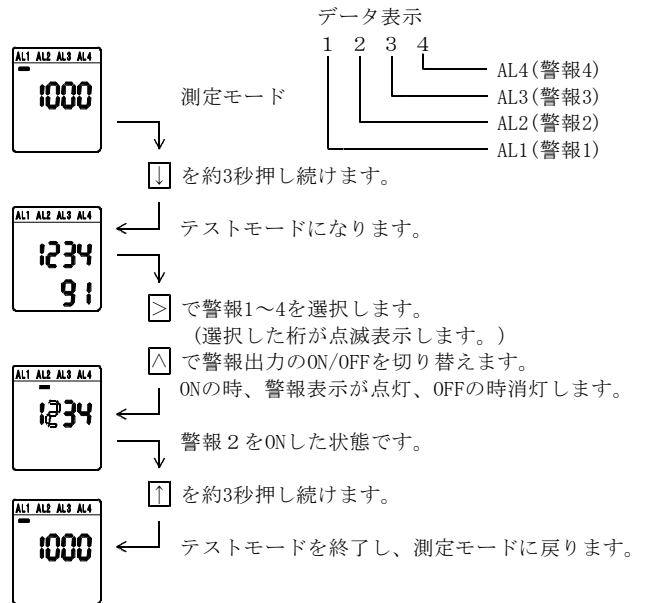 データ表示
1 2 3 4
AL1 AL2 AL3 AL4
1000
測定モード
AL4(警報4)
AL3(警報3)
AL2(警報2)
AL1(警報1)
↓ を約3秒押し続けます。
AL1 AL2 AL3 AL4
テストモードになります。
1234
91
> で警報1～4を選択します。
(選択した桁が点滅表示します。)
∧ で警報出力のON/OFFを切り替えます。
AL1 AL2 AL3 AL4
ONの時、警報表示が点灯、OFFの時消灯します。
1234
警報２をONした状態です。
↑ を約3秒押し続けます。
AL1 AL2 AL3 AL4
1000
テストモードを終了し、測定モードに戻ります。